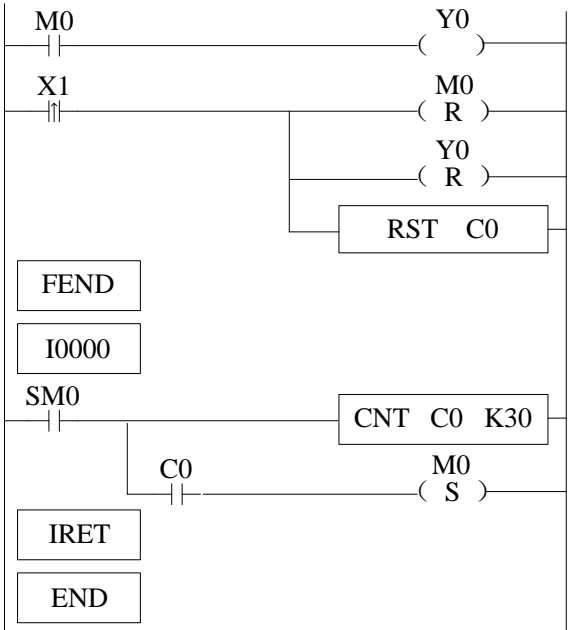 M0 Y0
( )
X1 M0
↑ ( R )
Y0
( R )
RST C0
FEND
I0000
SM0
CNT C0 K30
C0 M0
( S )
IRET
END